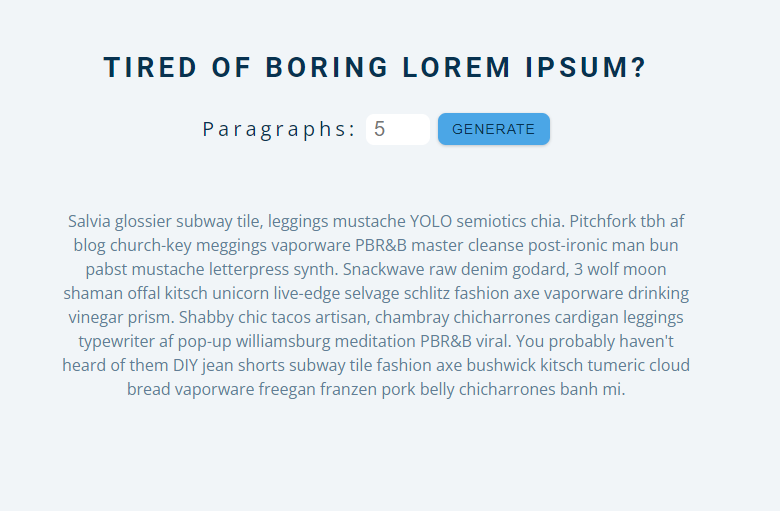 TIRED OF BORING LOREM IPSUM?
Paragraphs: 5 GENERATE
Salvia glossier subway tile, leggings mustache YOLO semiotics chia. Pitchfork tbh af
blog church-key meggings vaporware PBR&B master cleanse post-ironic man bun
pabst mustache letterpress synth. Snackwave raw denim godard, 3 wolf moon
shaman offal kitsch unicorn live-edge selvage schlitz fashion axe vaporware drinking
vinegar prism. Shabby chic tacos artisan, chambray chicharrones cardigan leggings
typewriter af pop-up williamsburg meditation PBR&B viral. You probably haven't
heard of them DIY jean shorts subway tile fashion axe bushwick kitsch tumeric cloud
bread vaporware freegan franzen pork belly chicharrones banh mi.